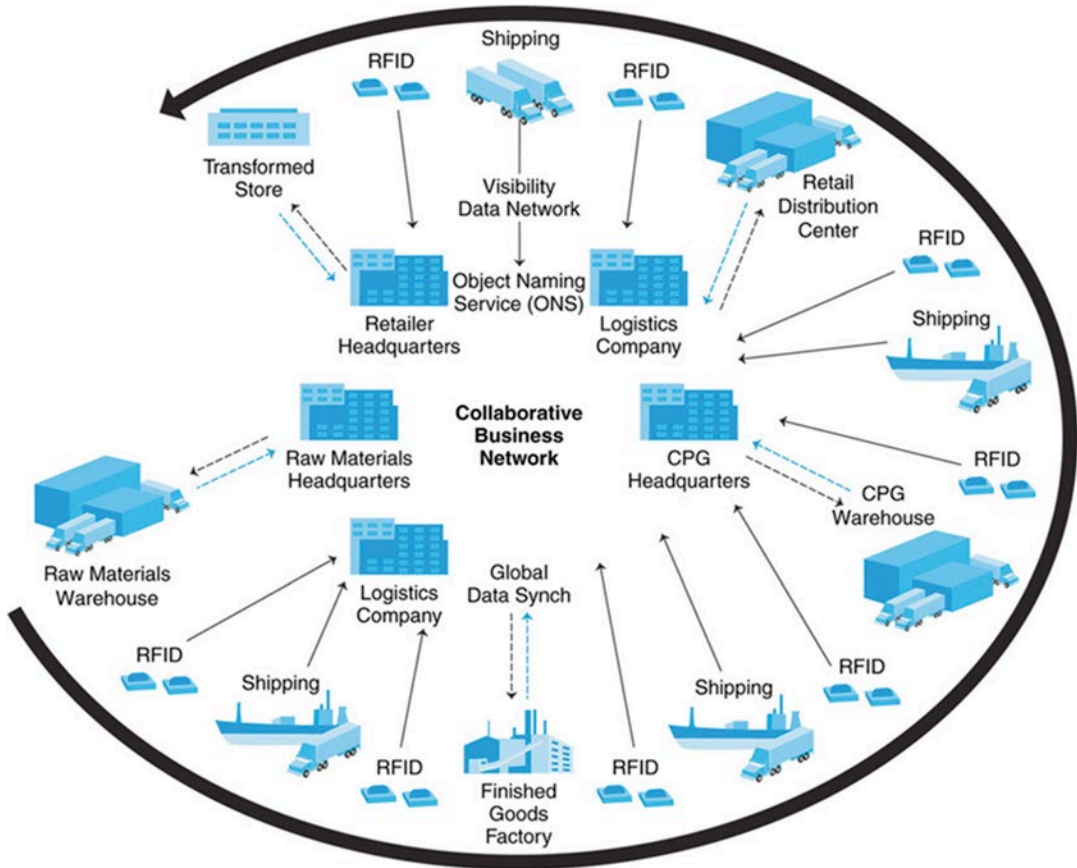 Shipping
RFID
RFID
Transformed
Store
Visibility
Data Network
Retail
Distribution
Center
RFID
Retailer
Headquarters
Object Naming
Service (ONS)
Logistics
Company
Shipping
Raw Materials
Headquarters
Collaborative
Business
Network
CPG
Headquarters
RFID
CPG
Warehouse
Raw Materials
Warehouse
Logistics
Company
Global
Data Synch
RFID
Shipping
RFID
Finished
Goods
Factory
RFID
Shipping
RFID